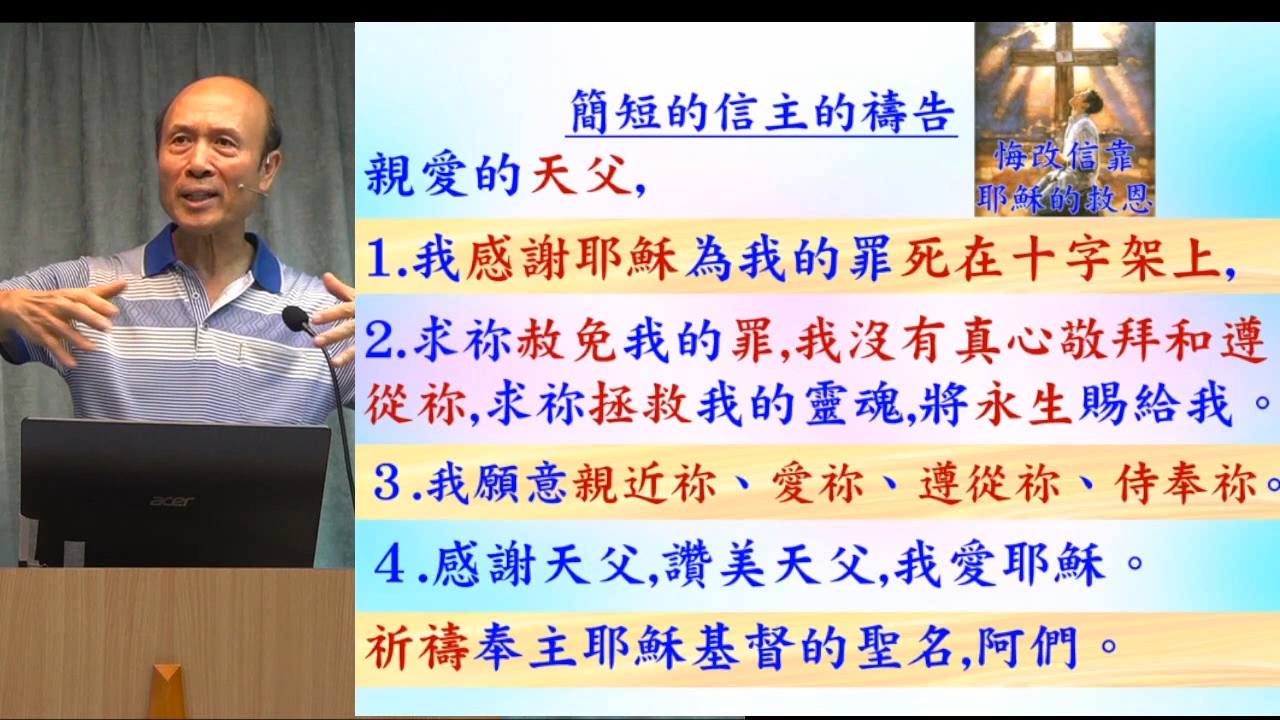 簡短的信主的禱告
悔改信靠
耶穌的救恩
親愛的天父,
1.我感謝耶穌為我的罪死在十字架上,
2.求祢赦免我的罪,我沒有真心敬拜和遵
從祢,求祢拯救我的靈魂,將永生賜給我。
３.我願意親近祢、愛祢、遵從祢、侍奉祢。
４.感謝天父,讚美天父,我愛耶穌。
祈禱奉主耶穌基督的聖名,阿們。
acer